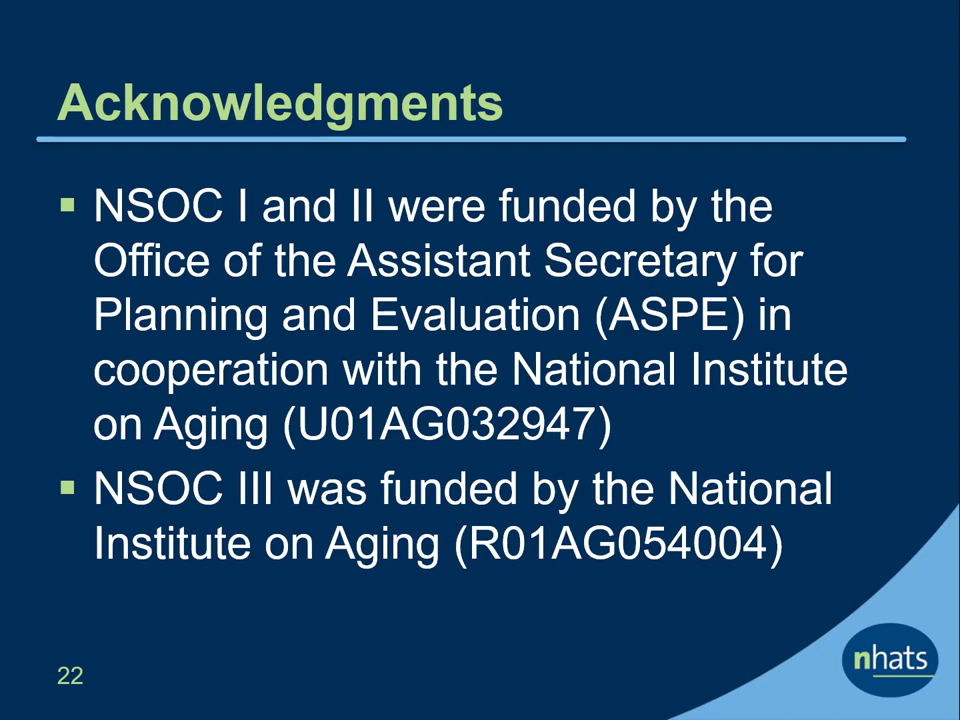 Acknowledgments
▪ NSOC I and II were funded by the
Office of the Assistant Secretary for
Planning and Evaluation (ASPE) in
cooperation with the National Institute
on Aging (U01AG032947)
▪ NSOC III was funded by the National
Institute on Aging (R01AG054004)
22
nhats